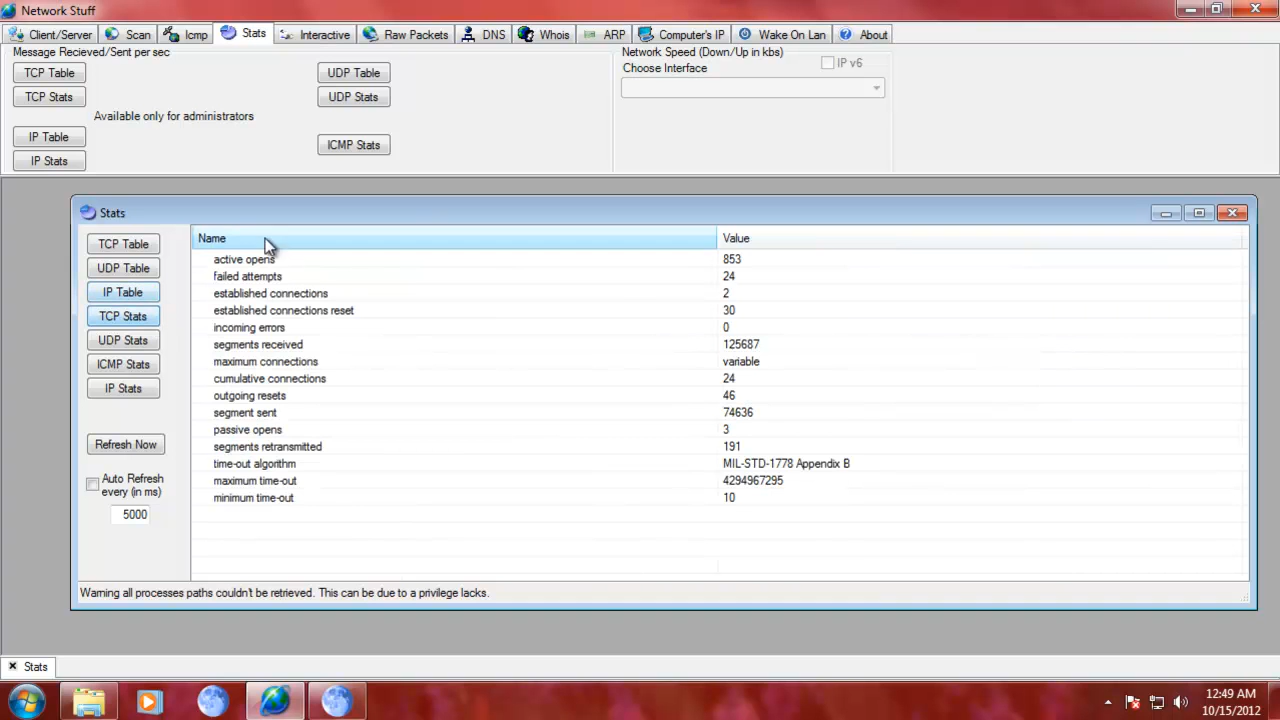 Network Stuff
Client/Server Scan Icmp Stats Interactive Raw Packets DNS Whois ARP Computer's IP Wake On Lan About
Message Recieved/Sent per sec
TCP Table
UDP Table
TCP Stats
UDP Stats
Available only for administrators
IP Table
ICMP Stats
IP Stats
Network Speed (Down/Up in kbs)
Choose Interface
IP v6
Stats
TCP Table
UDP Table
IP Table
TCP Stats
UDP Stats
ICMP Stats
IP Stats
Refresh Now
Auto Refresh
every (in ms)
5000
Name Value
active opens 853
failed attempts 24
established connections 2
established connections reset 30
incoming errors 0
segments received 125687
maximum connections variable
cumulative connections 24
outgoing resets 46
segment sent 74636
passive opens 3
segments retransmitted 191
time-out algorithm MIL-STD-1778 Appendix B
maximum time-out 4294967295
minimum time-out 10
Warning all processes paths couldn't be retrieved. This can be due to a privilege lacks.
Stats
12:49 AM
10/15/2012